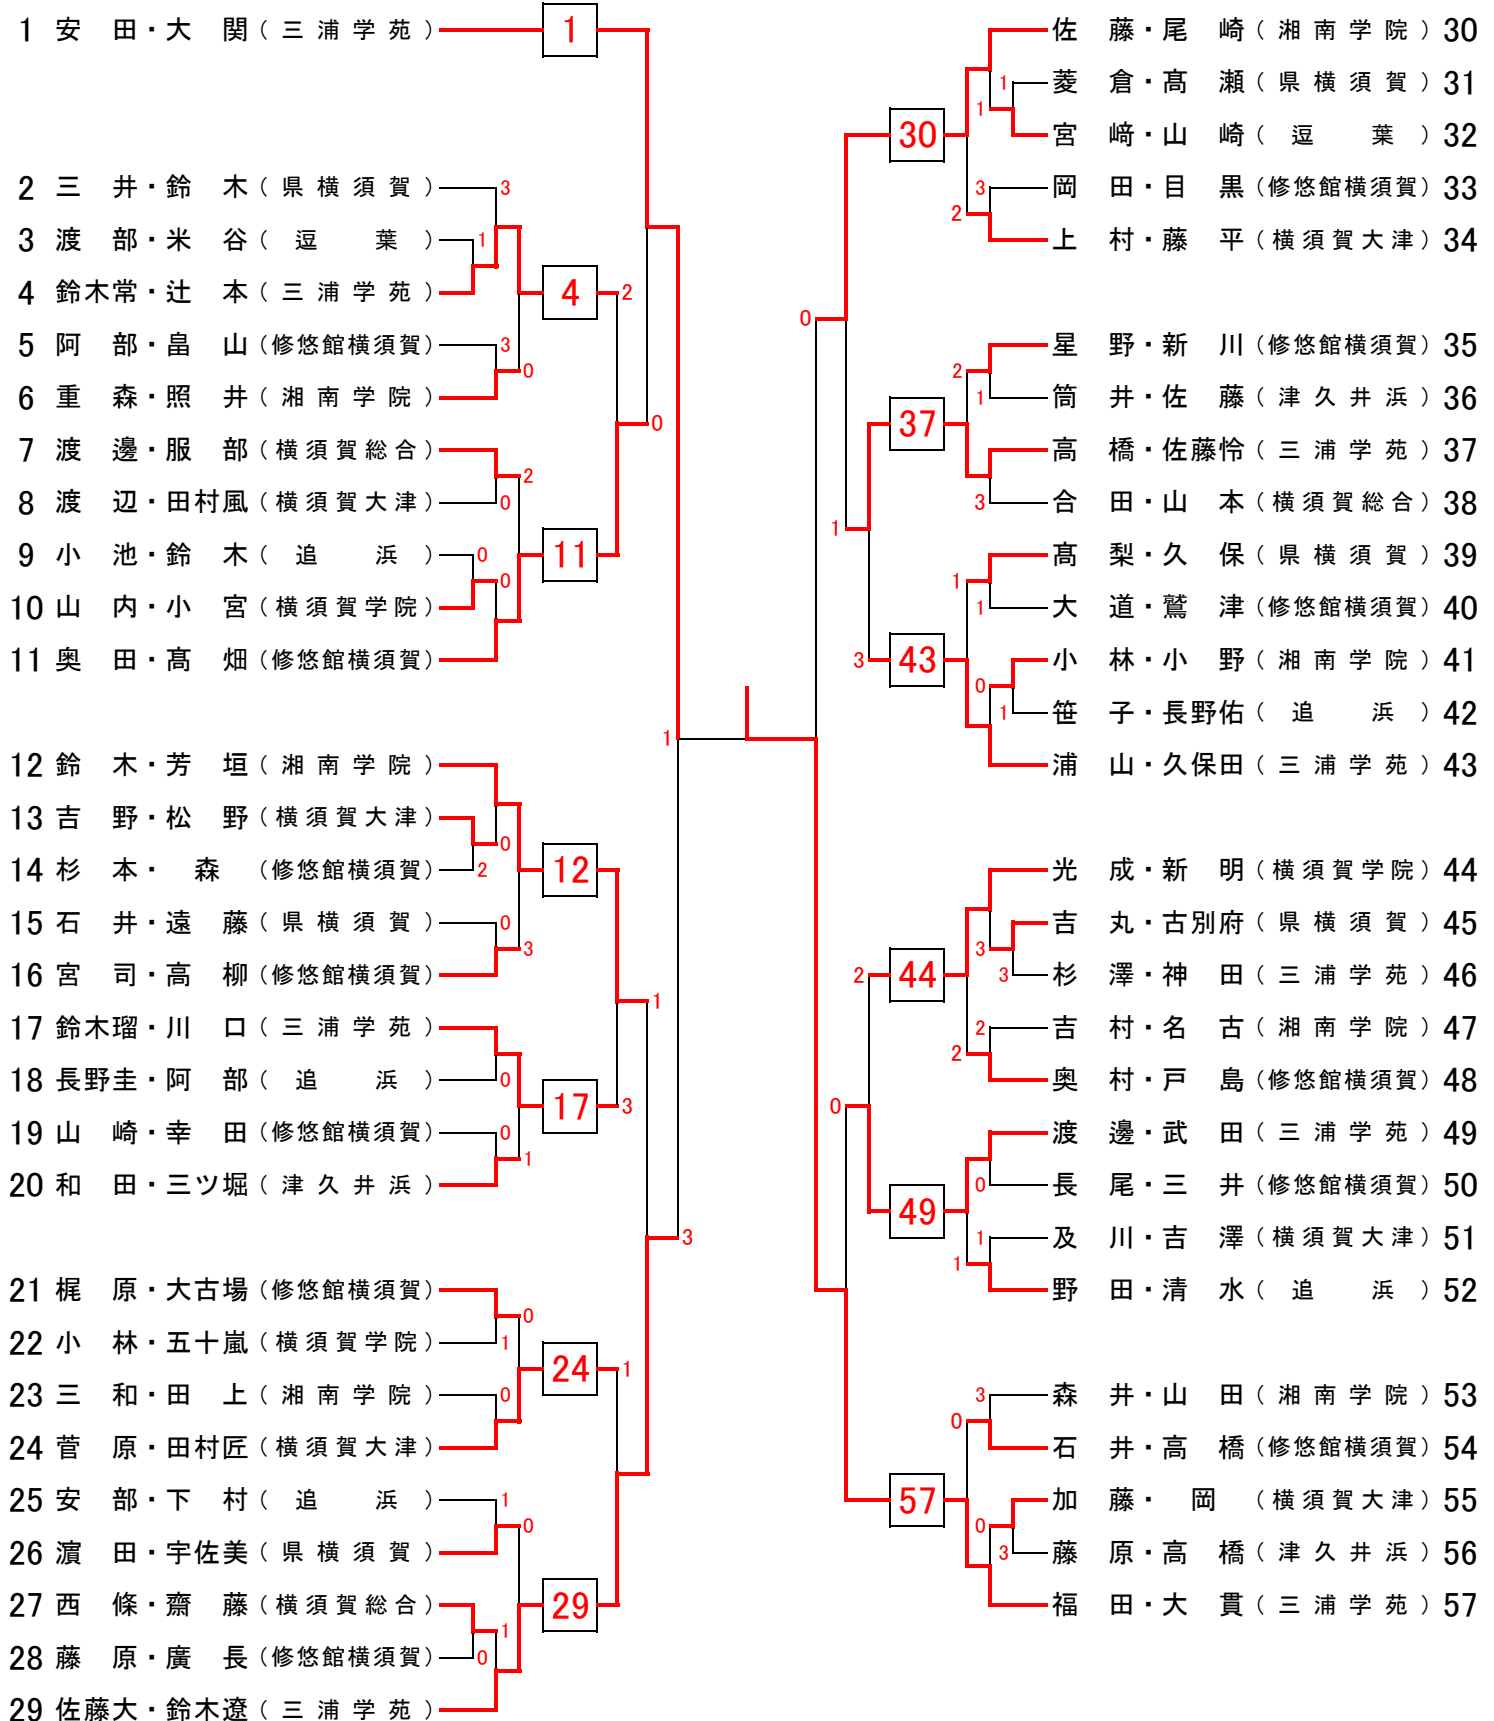 1 安 田・大 関（三浦学苑） 1
2 三 井・鈴 木（県横須賀） 3
3 渡 部・米 谷（逗 葉） 1
4 鈴木常・辻 本（三浦学苑） 4 2
5 阿 部・畠 山（修悠館横須賀） 3
0
6 重 森・照 井（湘南学院）
0
7 渡 邊・服 部（横須賀総合） 2
8 渡 辺・田村風（横須賀大津） 0
9 小 池・鈴 木（追 浜） 0 11
0
10 山 内・小 宮（横須賀学院）
11 奥 田・髙 畑（修悠館横須賀）
1
12 鈴 木・芳 垣（湘南学院）
13 吉 野・松 野（横須賀大津） 0
14 杉 本・ 森 （修悠館横須賀） 2 12
15 石 井・遠 藤（県横須賀） 0
3
16 宮 司・高 柳（修悠館横須賀）
1
17 鈴木瑠・川 口（三浦学苑）
18 長野圭・阿 部（追 浜） 0 17 3
19 山 崎・幸 田（修悠館横須賀） 0
1
20 和 田・三ツ堀（津久井浜）
3
21 梶 原・大古場（修悠館横須賀） 0
22 小 林・五十嵐（横須賀学院） 1
24 1
23 三 和・田 上（湘南学院） 0
24 菅 原・田村匠（横須賀大津）
25 安 部・下 村（追 浜） 1
0
26 濵 田・宇佐美（県横須賀）
27 西 條・齋 藤（横須賀総合） 29
1
28 藤 原・廣 長（修悠館横須賀） 0
29 佐藤大・鈴木遼（三浦学苑）
佐 藤・尾 崎（湘南学院） 30
1 菱 倉・髙 瀬（県横須賀） 31
1
30 宮 﨑・山 崎（逗 葉） 32
3 岡 田・目 黒（修悠館横須賀） 33
2
上 村・藤 平（横須賀大津） 34
0
星 野・新 川（修悠館横須賀） 35
2
1 筒 井・佐 藤（津久井浜） 36
37
高 橋・佐藤怜（三浦学苑） 37
3 合 田・山 本（横須賀総合） 38
1
髙 梨・久 保（県横須賀） 39
1
1 大 道・鷲 津（修悠館横須賀） 40
3 43 小 林・小 野（湘南学院） 41
0
1 笹 子・長野佑（追 浜） 42
浦 山・久保田（三浦学苑） 43
光 成・新 明（横須賀学院） 44
吉 丸・古別府（県横須賀） 45
3
2 44 3 杉 澤・神 田（三浦学苑） 46
2 吉 村・名 古（湘南学院） 47
2
奥 村・戸 島（修悠館横須賀） 48
0
渡 邊・武 田（三浦学苑） 49
0 長 尾・三 井（修悠館横須賀） 50
49
1 及 川・吉 澤（横須賀大津） 51
1
野 田・清 水（追 浜） 52
3 森 井・山 田（湘南学院） 53
0
石 井・高 橋（修悠館横須賀） 54
57 加 藤・ 岡 （横須賀大津） 55
0
3 藤 原・高 橋（津久井浜） 56
福 田・大 貫（三浦学苑） 57